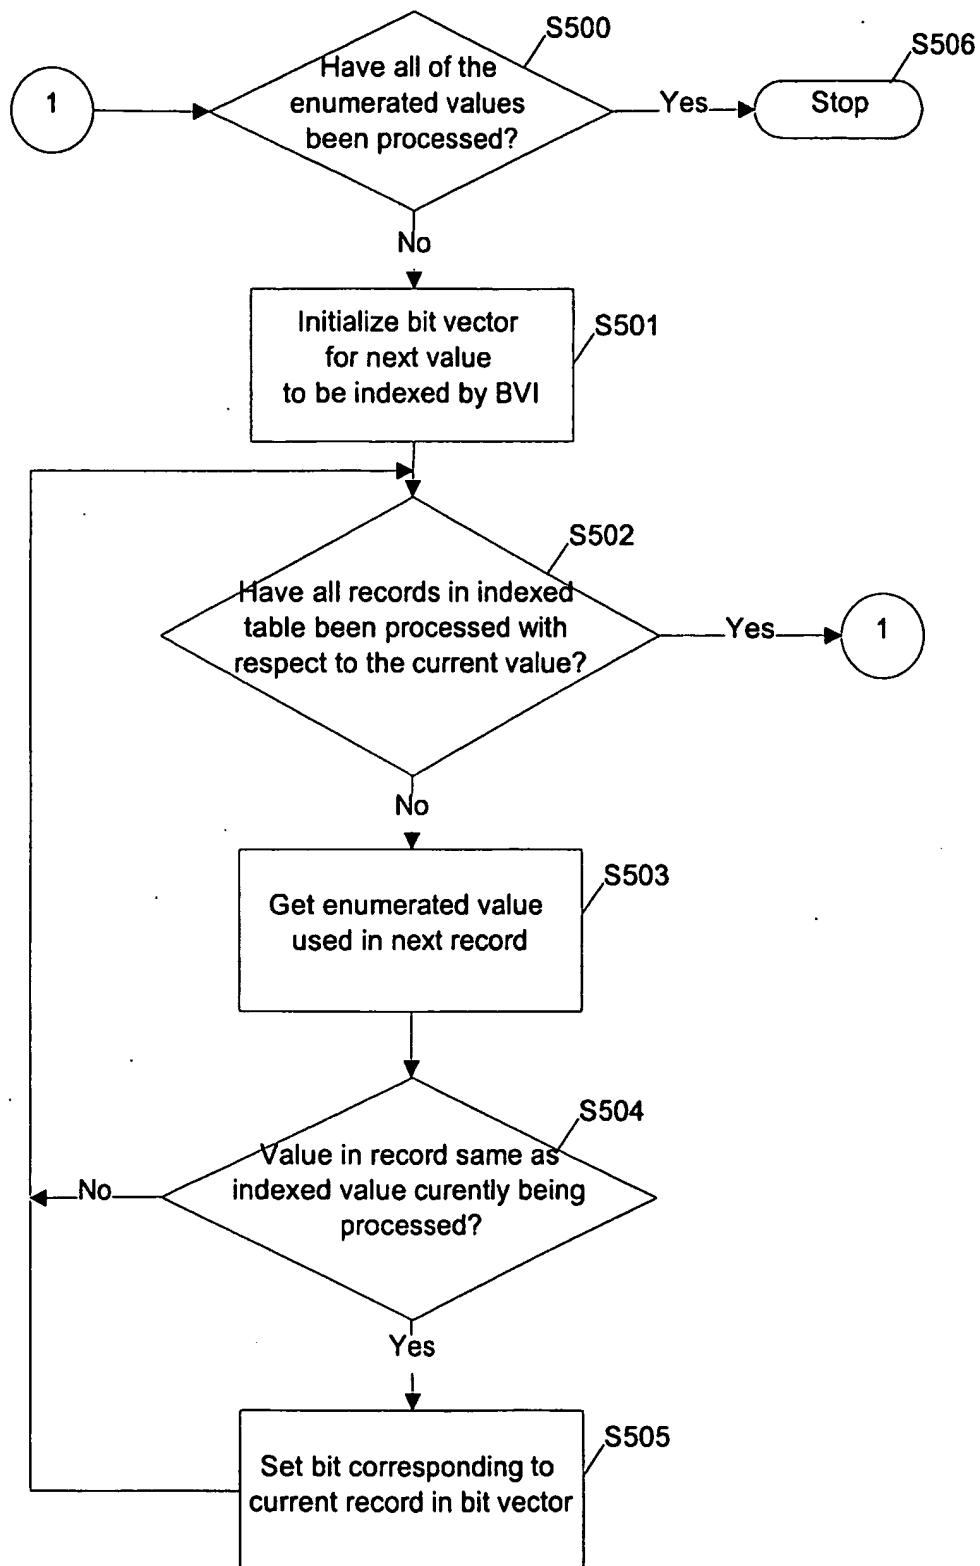 S500
S506
1
Have all of the
enumerated values
been processed?
Yes
Stop
No
Initialize bit vector
for next value
to be indexed by BVI
S501
S502
Have all records in indexed
table been processed with
respect to the current value?
Yes
1
No
S503
Get enumerated value
used in next record
S504
Value in record same as
indexed value curently being
processed?
No
Yes
S505
Set bit corresponding to
current record in bit vector